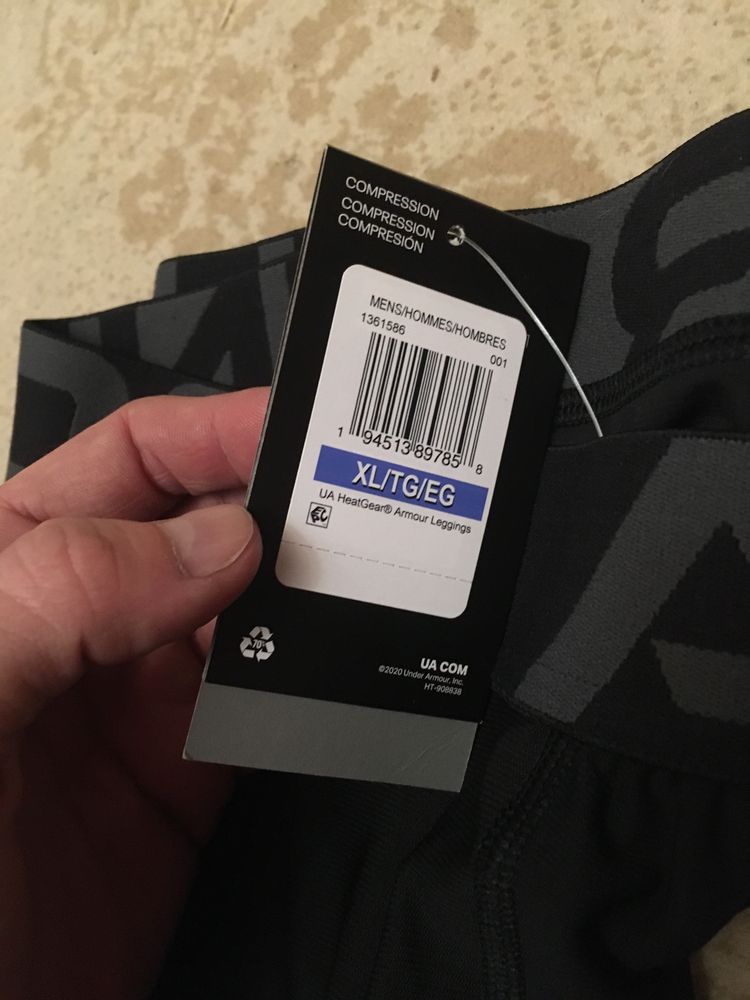 COMPRESSION
COMPRESSION
COMPRESIÓN
MENS/HOMMES/HOMBRES
1361586
001
1 94513 89785 8
XL/TG/EG
UA HeatGear® Armour Leggings
70%
UA COM
©2020 Under Armour, Inc.
HT-908838